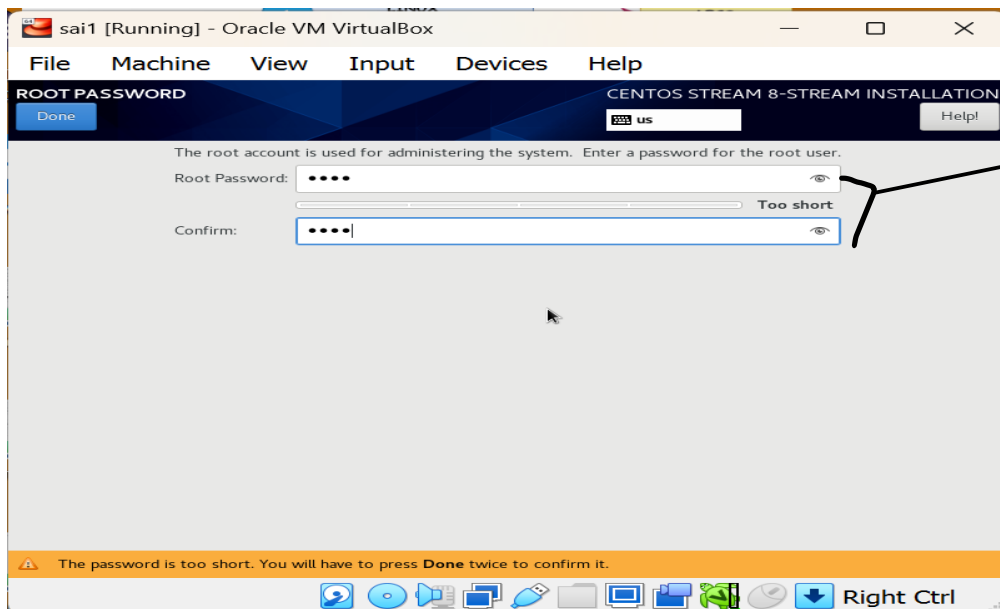 sai1 [Running] - Oracle VM VirtualBox
File Machine View Input Devices Help
ROOT PASSWORD
CENTOS STREAM 8-STREAM INSTALLATION
Done
us
Help!
The root account is used for administering the system. Enter a password for the root user.
Root Password: ••••
Too short
Confirm: ••••
The password is too short. You will have to press Done twice to confirm it.
Right Ctrl